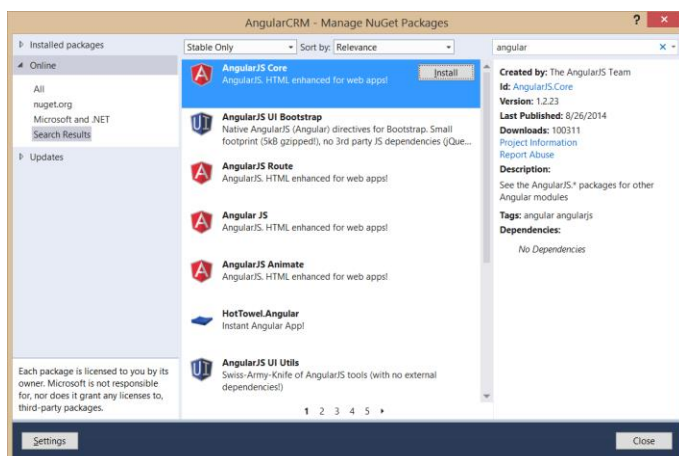 AngularCRM - Manage NuGet Packages
? x
Installed packages
Online
All
nuget.org
Microsoft and .NET
Search Results
Updates
Each package is licensed to you by its
owner. Microsoft is not responsible
for, nor does it grant any licenses to,
third-party packages.
Stable Only
Sort by: Relevance
AngularJS Core
AngularJS. HTML enhanced for web apps!
Install
AngularJS UI Bootstrap
Native AngularJS (Angular) directives for Bootstrap. Small
footprint (5kB gzipped!), no 3rd party JS dependencies (jQue...
AngularJS Route
AngularJS. HTML enhanced for web apps!
Angular JS
AngularJS. HTML enhanced for web apps!
AngularJS Animate
AngularJS. HTML enhanced for web apps!
HotTowel.Angular
Instant Angular App!
AngularJS UI Utils
Swiss-Army-Knife of AngularJS tools (with no external
dependencies!)
1 2 3 4 5
angular
Created by: The AngularJS Team
Id: AngularJS.Core
Version: 1.2.23
Last Published: 8/26/2014
Downloads: 100311
Project Information
Report Abuse
Description:
See the AngularJS.* packages for other
Angular modules
Tags: angular angularjs
Dependencies:
No Dependencies
Settings
Close